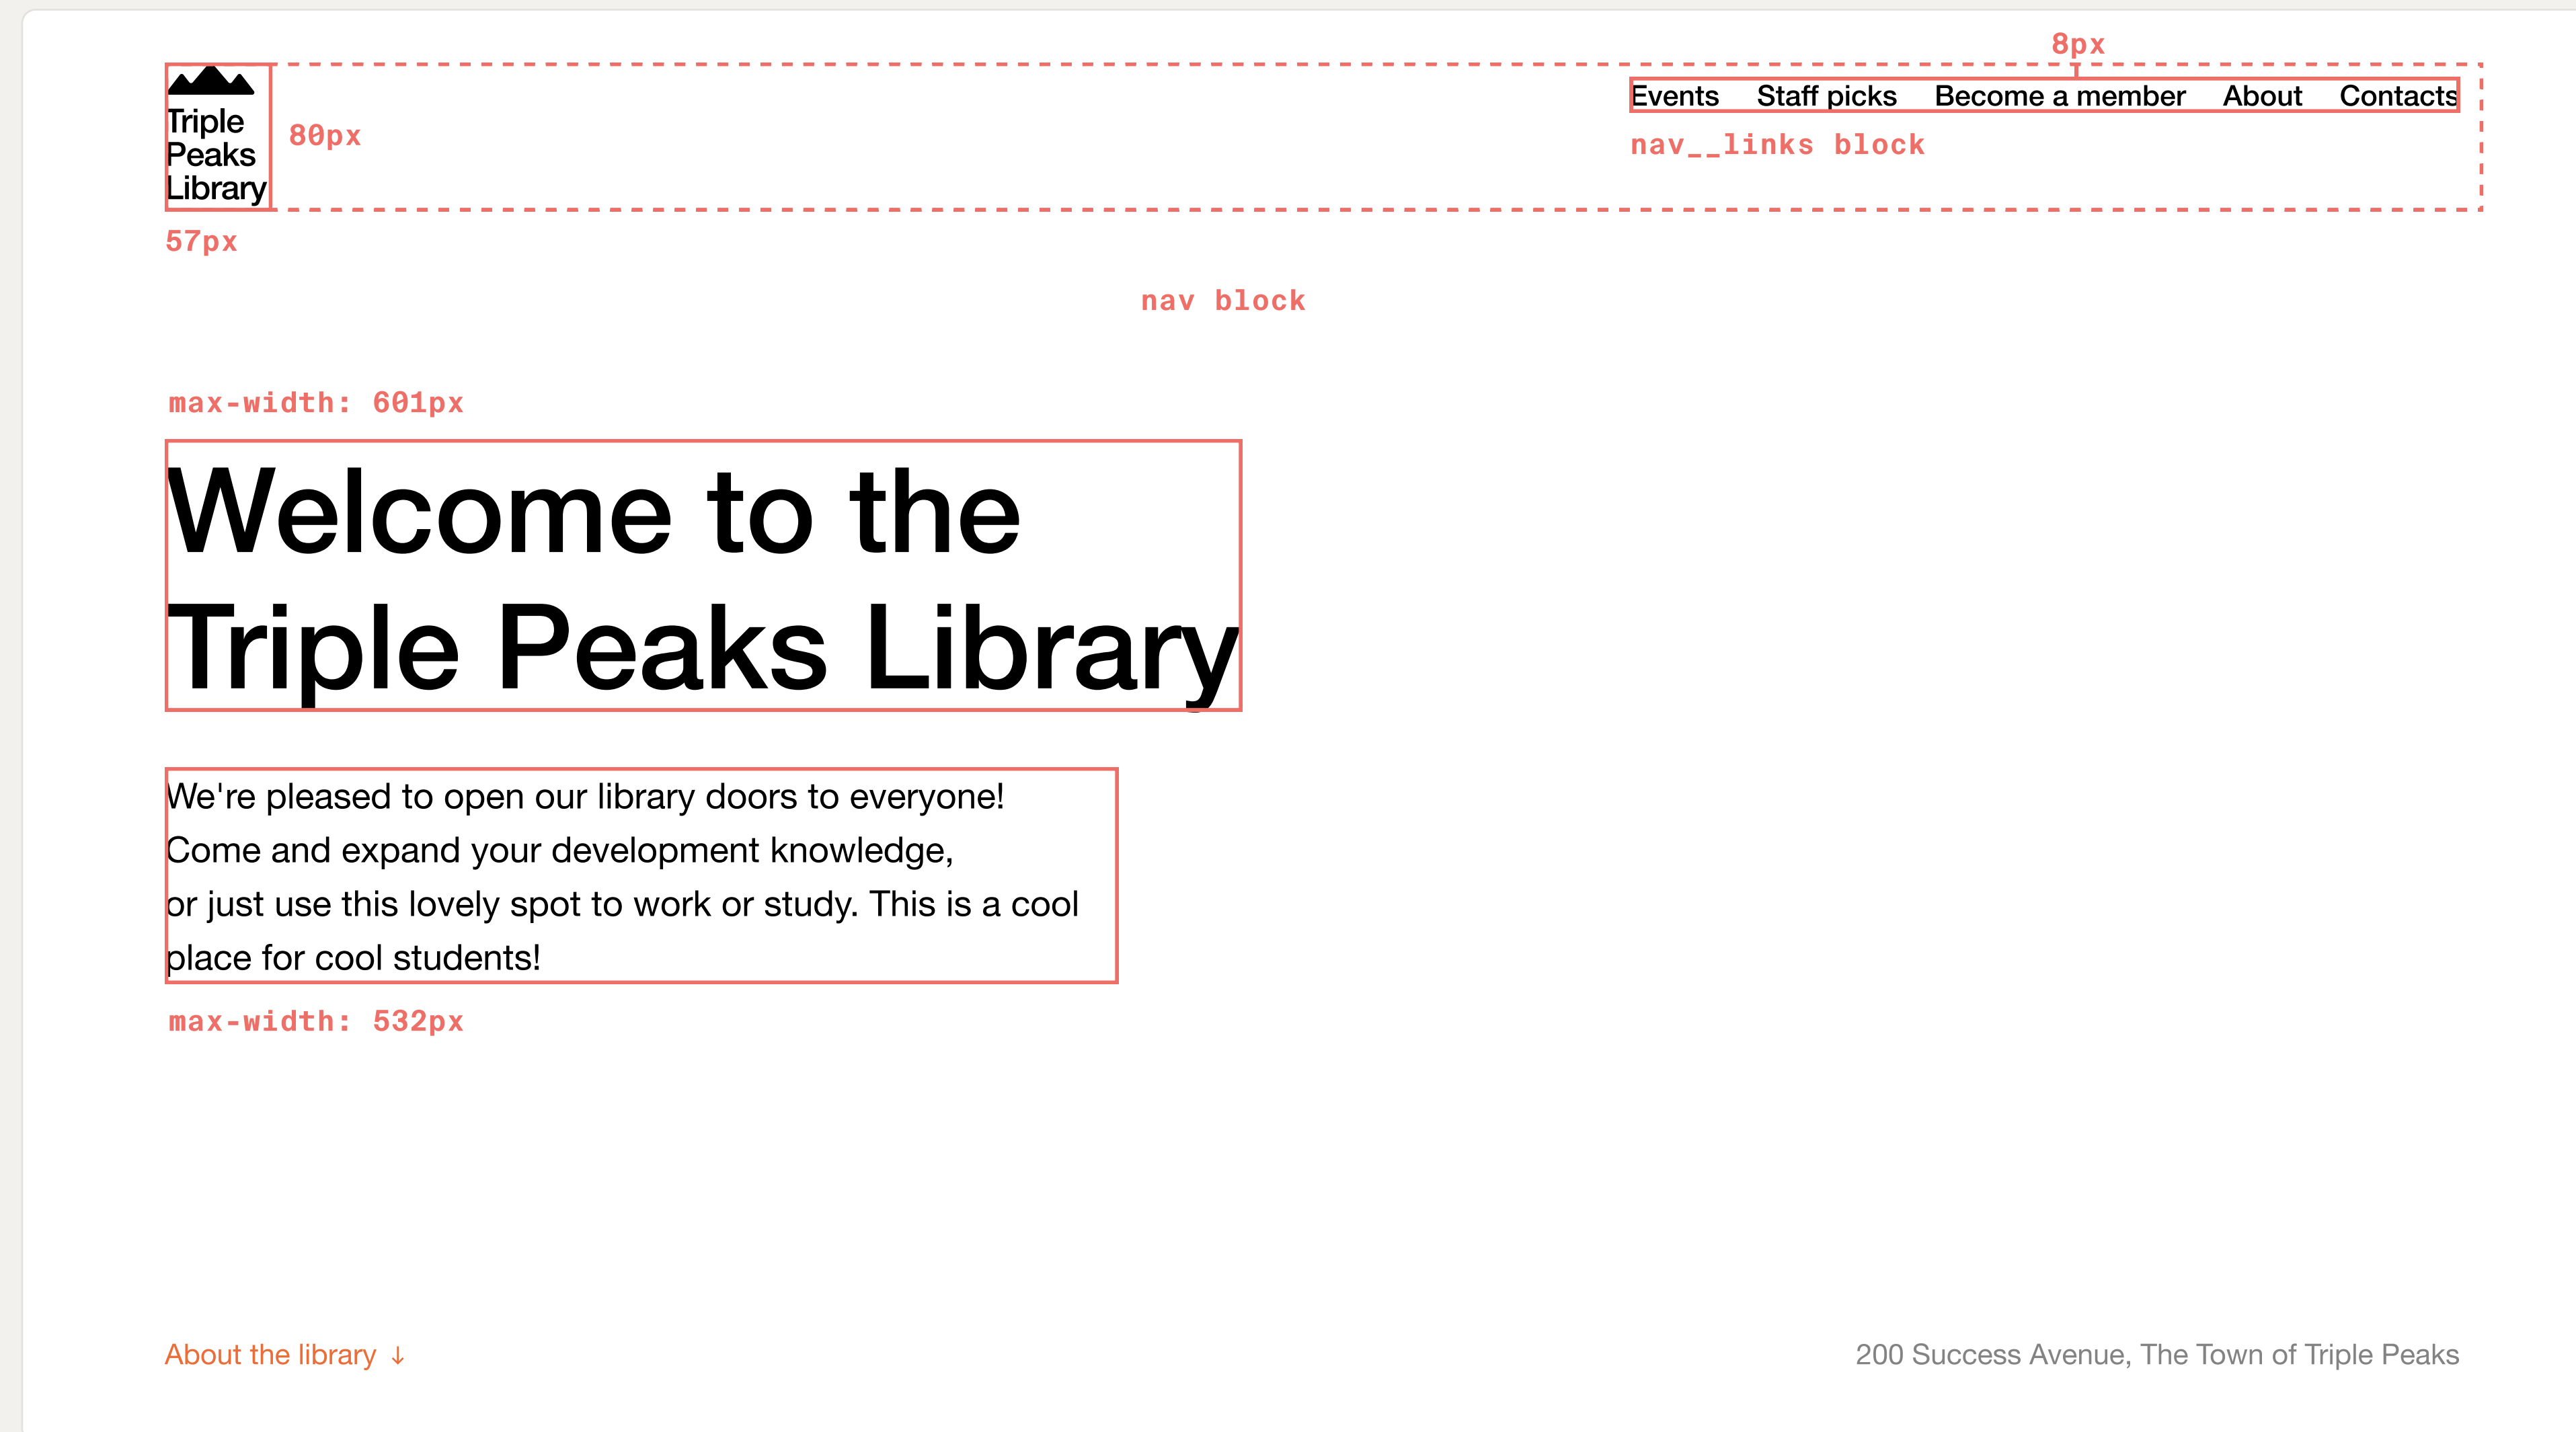 8px
Triple
Peaks
Library
80px
57px
Events Staff picks Become a member About Contacts
nav__links block
nav block
max-width: 601px
Welcome to the
Triple Peaks Library
We're pleased to open our library doors to everyone!
Come and expand your development knowledge,
or just use this lovely spot to work or study. This is a cool
place for cool students!
max-width: 532px
About the library ↓
200 Success Avenue, The Town of Triple Peaks